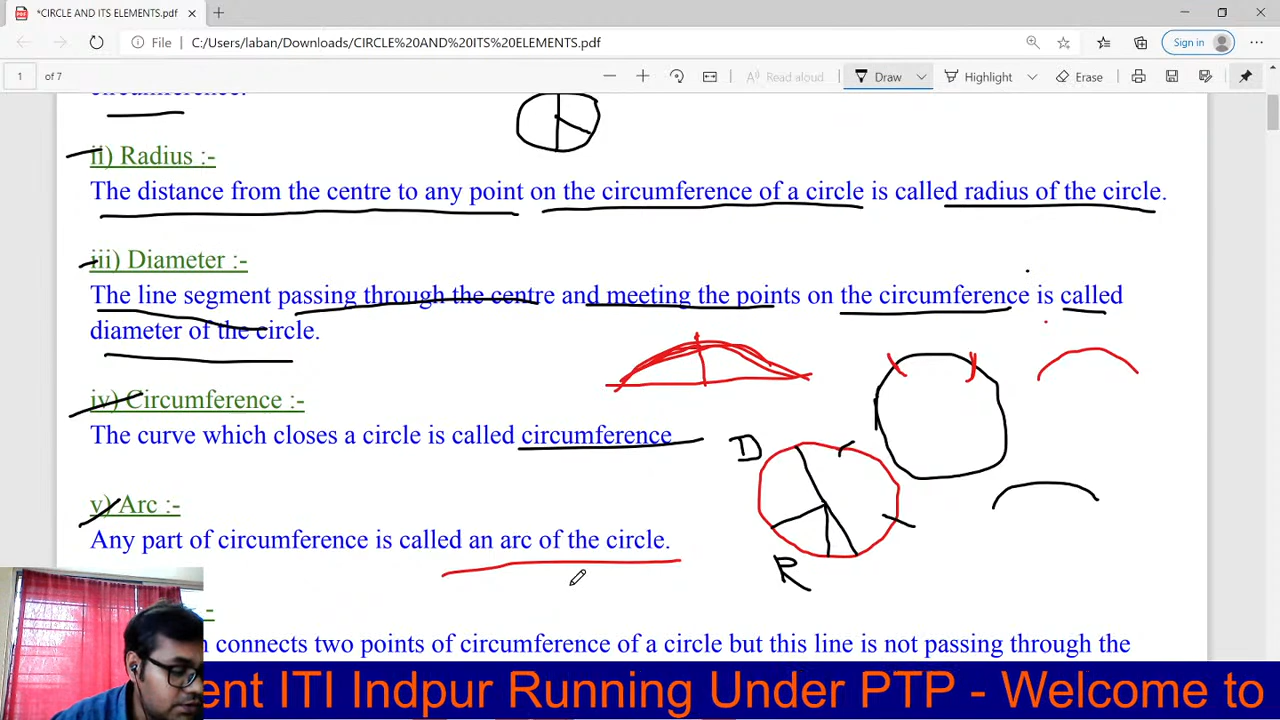 *CIRCLE AND ITS ELEMENTS.pdf
File C:/Users/laban/Downloads/CIRCLE%20AND%20ITS%20ELEMENTS.pdf Sign in
1 of 7 Read aloud Draw Highlight Erase
circumference.
ii) Radius :-
The distance from the centre to any point on the circumference of a circle is called radius of the circle.
iii) Diameter :-
The line segment passing through the centre and meeting the points on the circumference is called
diameter of the circle.
iv) Circumference :-
The curve which closes a circle is called circumference
D
v) Arc :-
Any part of circumference is called an arc of the circle.
R
connects two points of circumference of a circle but this line is not passing through the
ent ITI Indpur Running Under PTP - Welcome to